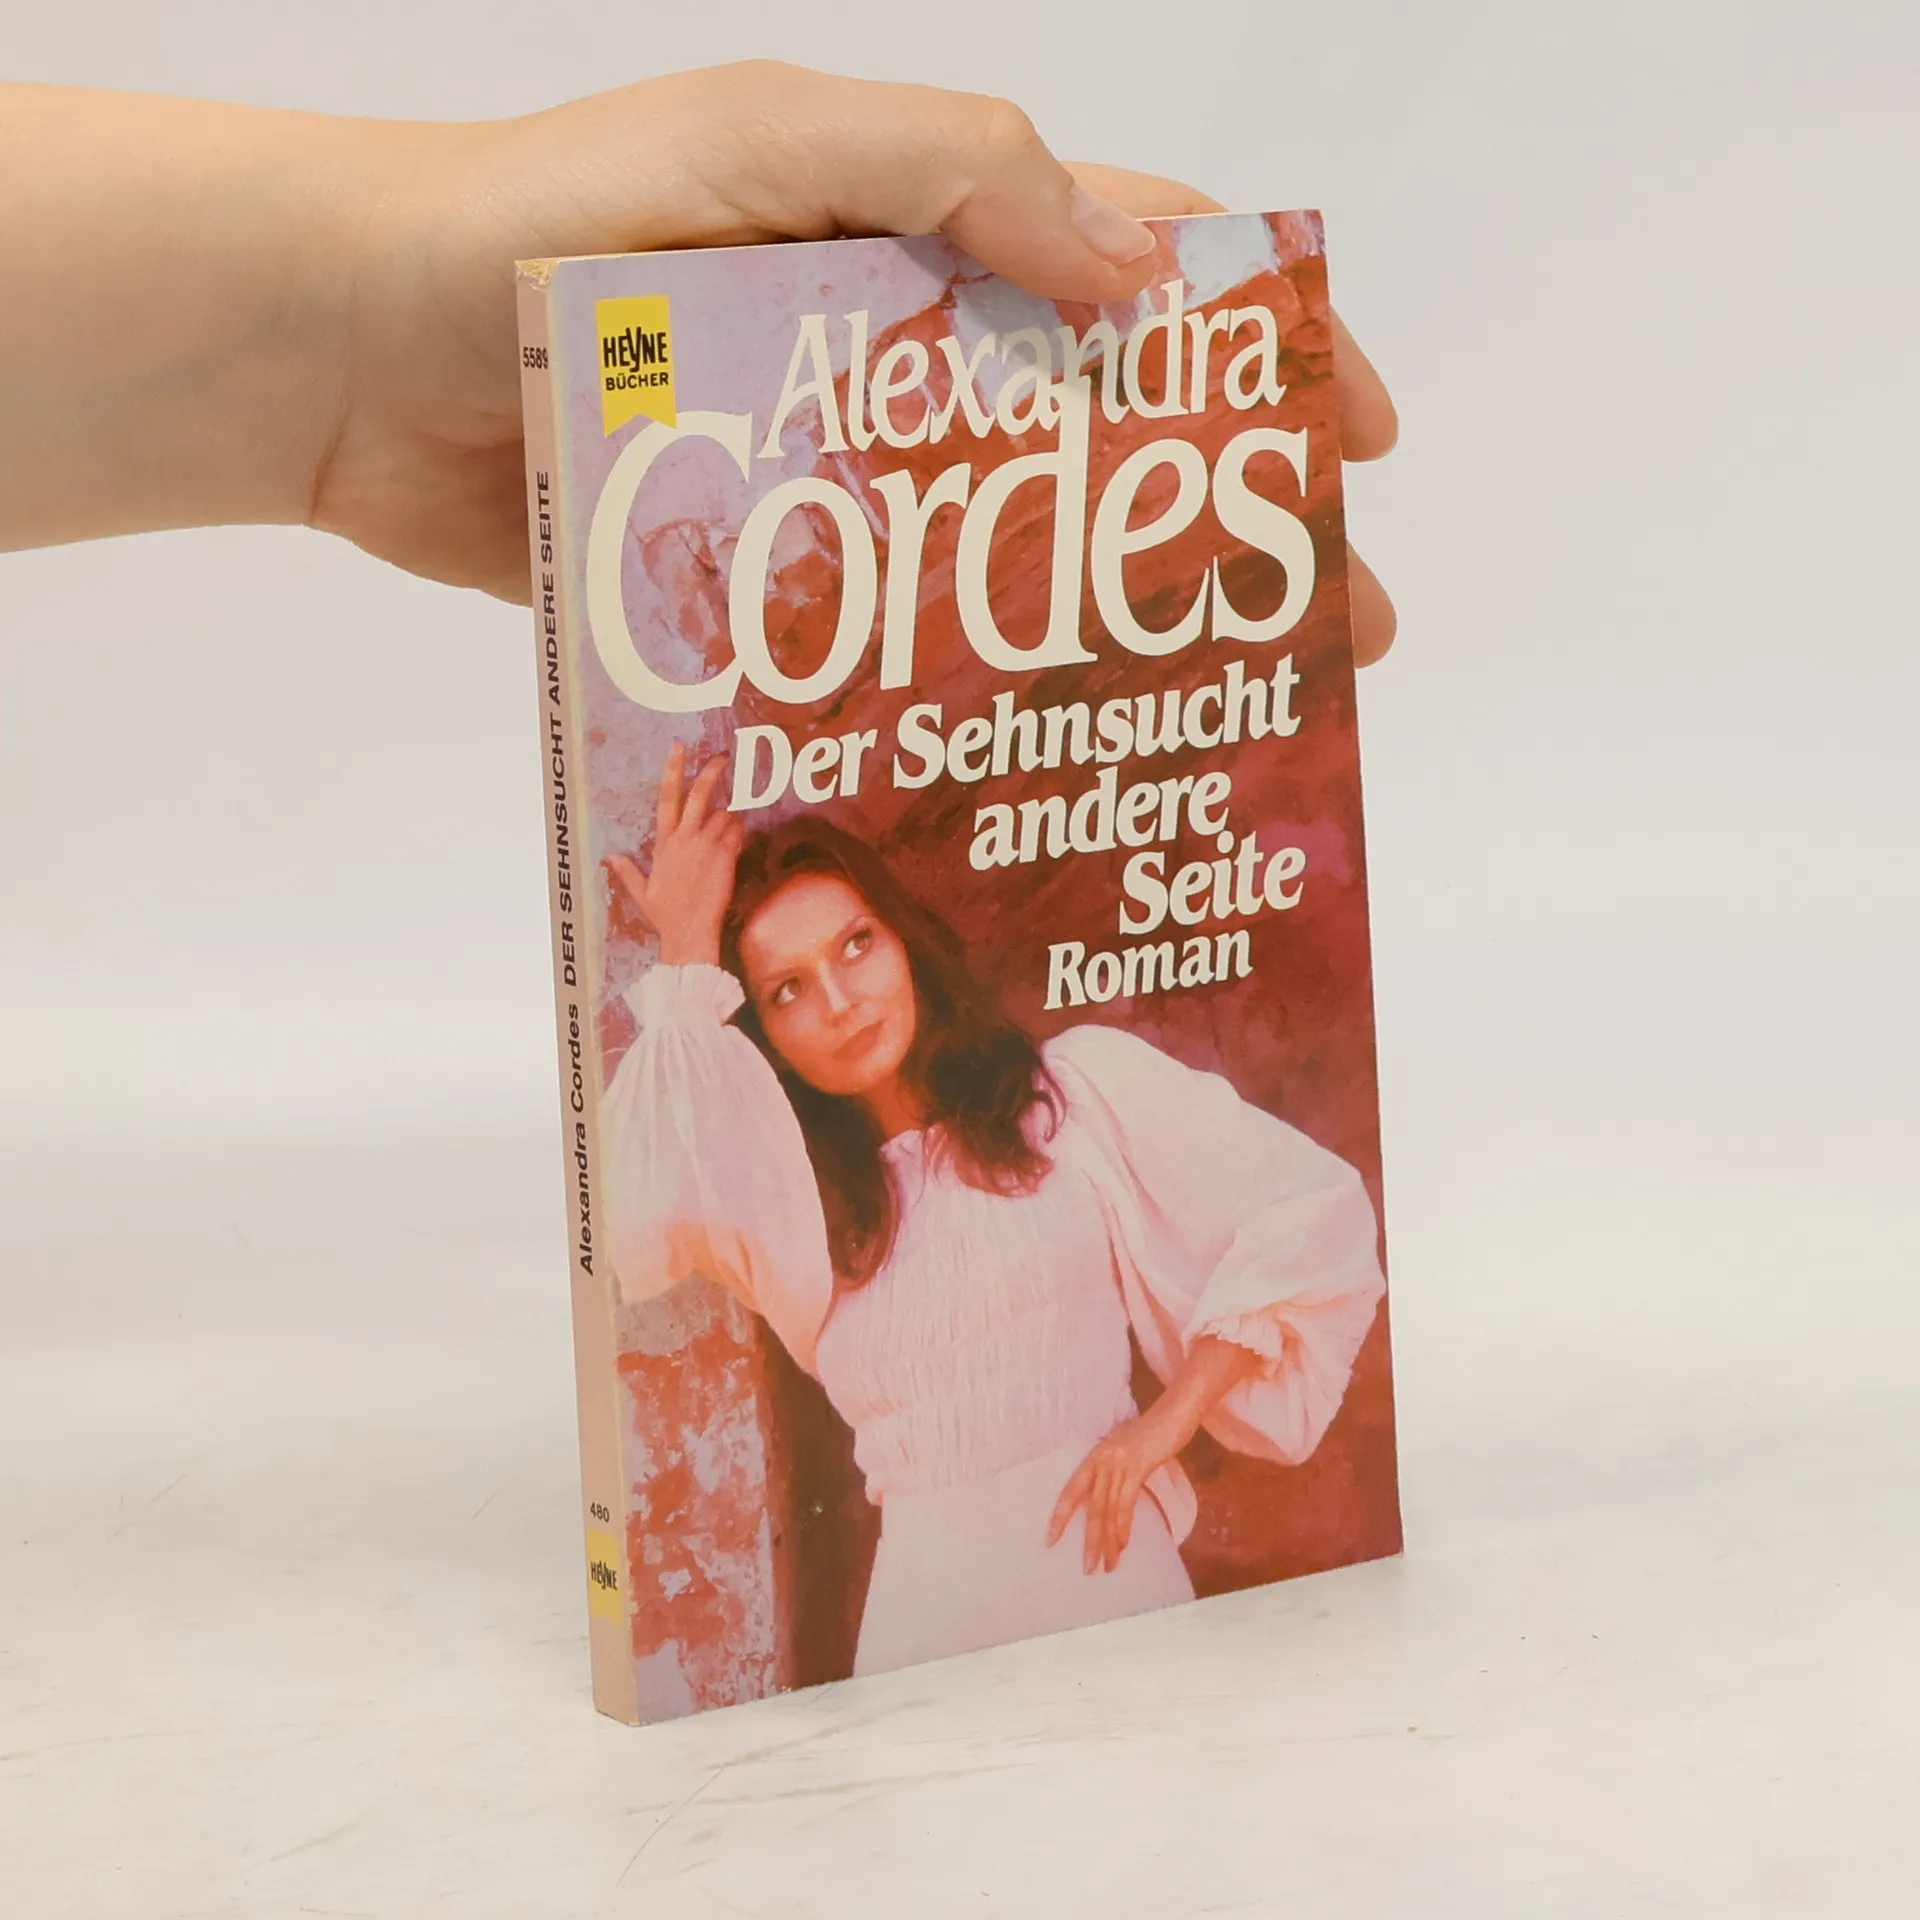 HEYNE
BÜCHER
Alexandra
Cordes
Der Sehnsucht
andere
Seite
Roman
5589
Alexandra Cordes DER SEHNSUCHT ANDERE SEITE
480
HEYNE